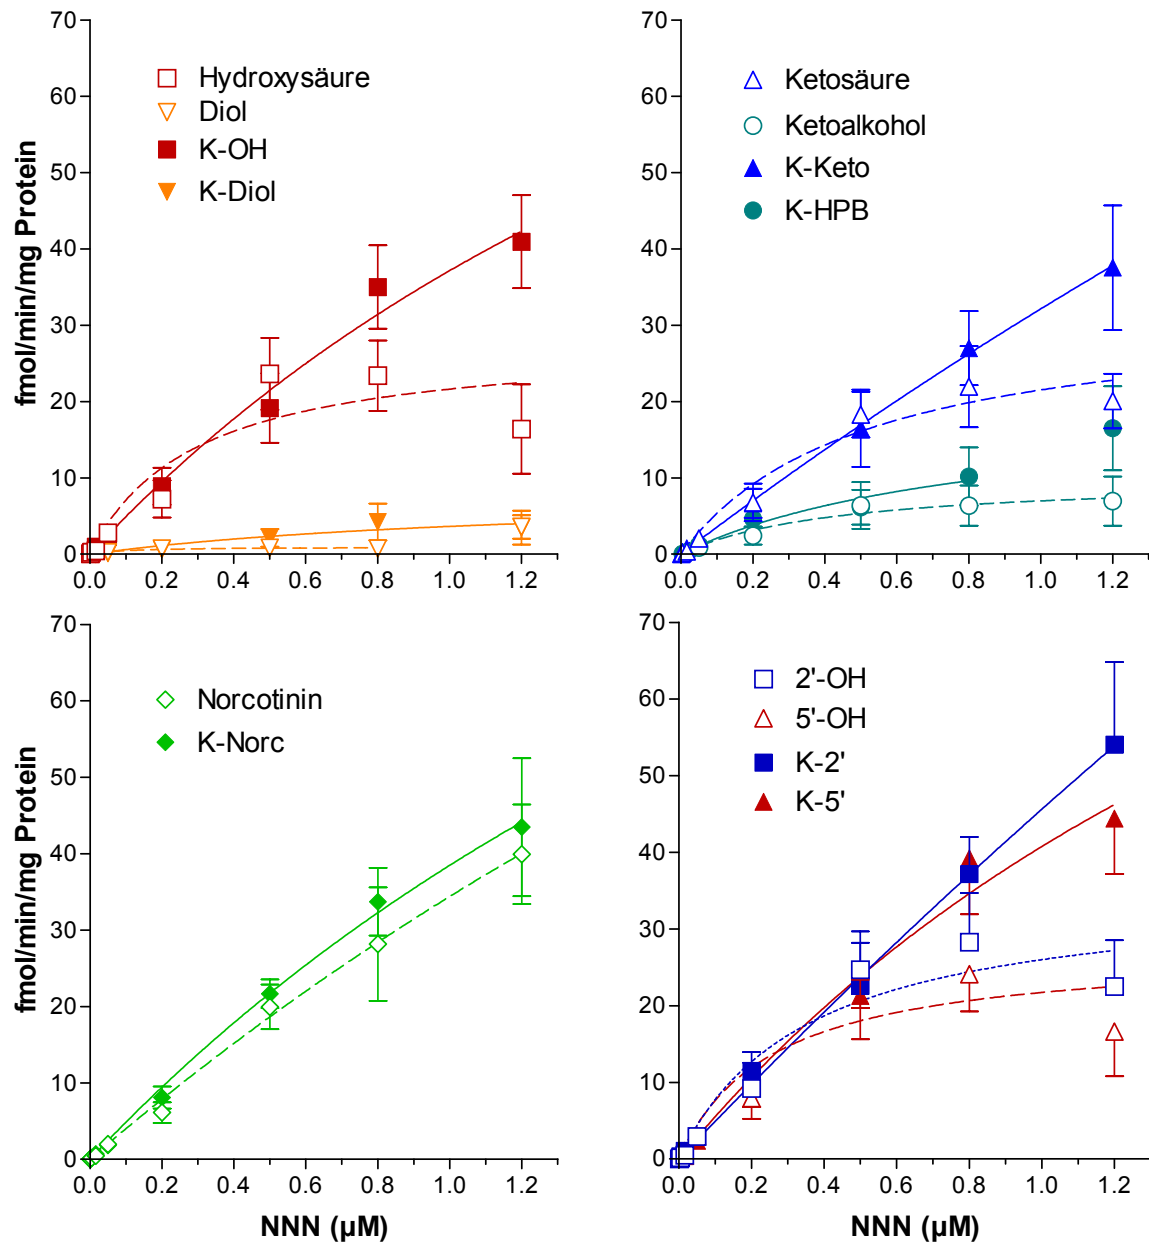 70
60
50
40
30
20
10
0
fmol/min/mg Protein
Hydroxysäure
Diol
K-OH
K-Diol
0.0 0.2 0.4 0.6 0.8 1.0 1.2
70
60
50
40
30
20
10
0
Ketosäure
Ketoalkohol
K-Keto
K-HPB
0.0 0.2 0.4 0.6 0.8 1.0 1.2
70
60
50
40
30
20
10
0
fmol/min/mg Protein
Norcotinin
K-Norc
0.0 0.2 0.4 0.6 0.8 1.0 1.2
NNN (µM)
70
60
50
40
30
20
10
0
2'-OH
5'-OH
K-2'
K-5'
0.0 0.2 0.4 0.6 0.8 1.0 1.2
NNN (µM)